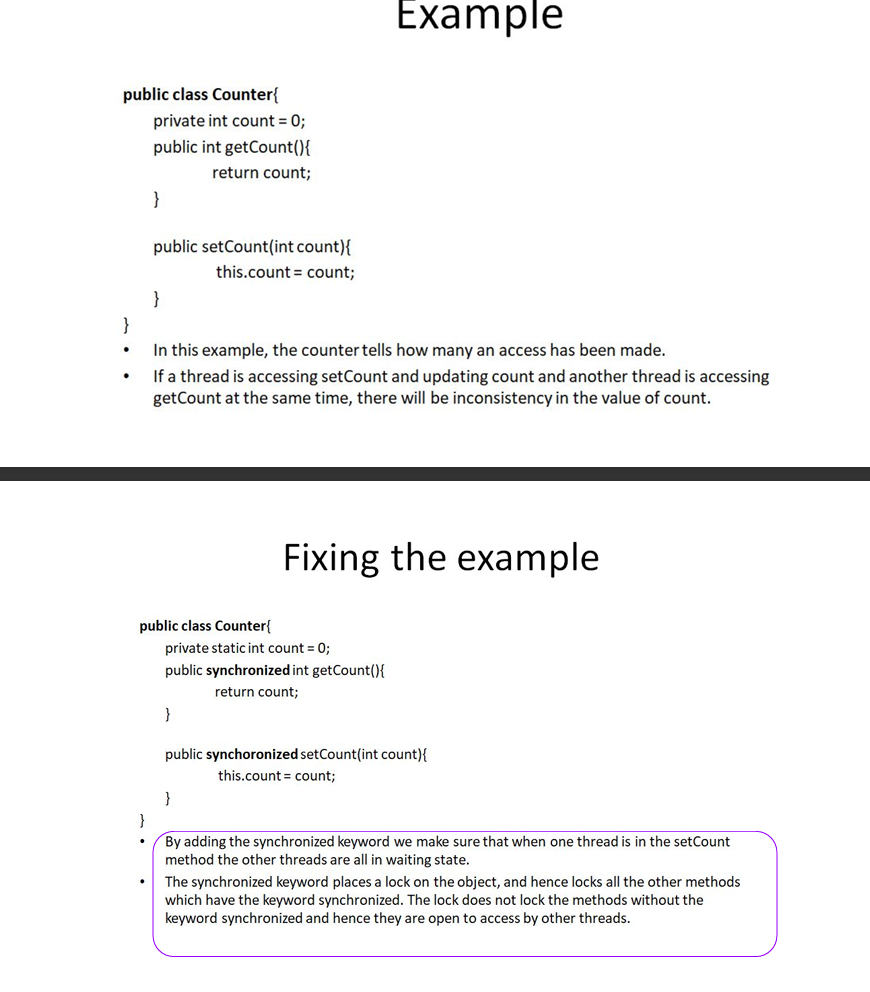 Example
public class Counter{
private int count = 0;
public int getCount(){
return count;
}
public setCount(int count){
this.count = count;
}
}
• In this example, the counter tells how many an access has been made.
• If a thread is accessing setCount and updating count and another thread is accessing
getCount at the same time, there will be inconsistency in the value of count.
Fixing the example
public class Counter{
private static int count = 0;
public synchronized int getCount(){
return count;
}
public synchoronized setCount(int count){
this.count = count;
}
}
• By adding the synchronized keyword we make sure that when one thread is in the setCount
method the other threads are all in waiting state.
• The synchronized keyword places a lock on the object, and hence locks all the other methods
which have the keyword synchronized. The lock does not lock the methods without the
keyword synchronized and hence they are open to access by other threads.